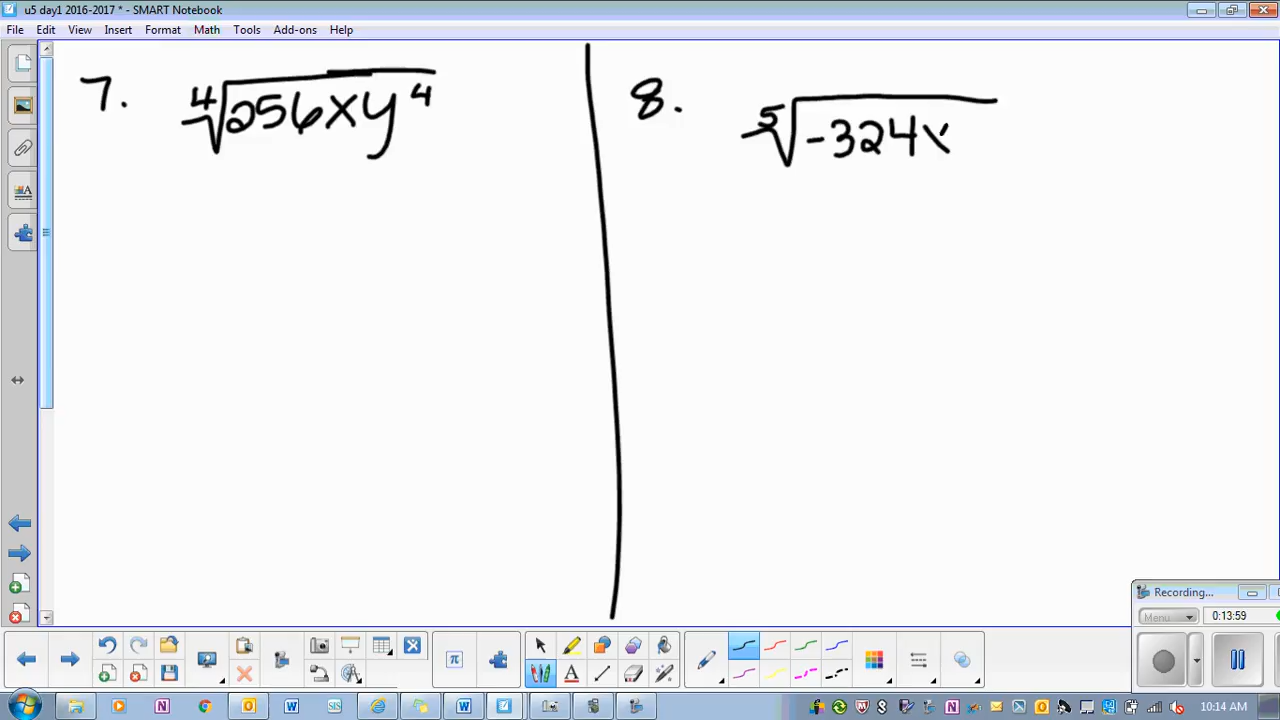 u5 day1 2016-2017 * - SMART Notebook
File Edit View Insert Format Math Tools Add-ons Help
7. ∜256xy⁴
8. ⁵√-324x
Recording...
Menu 0:13:59
10:14 AM